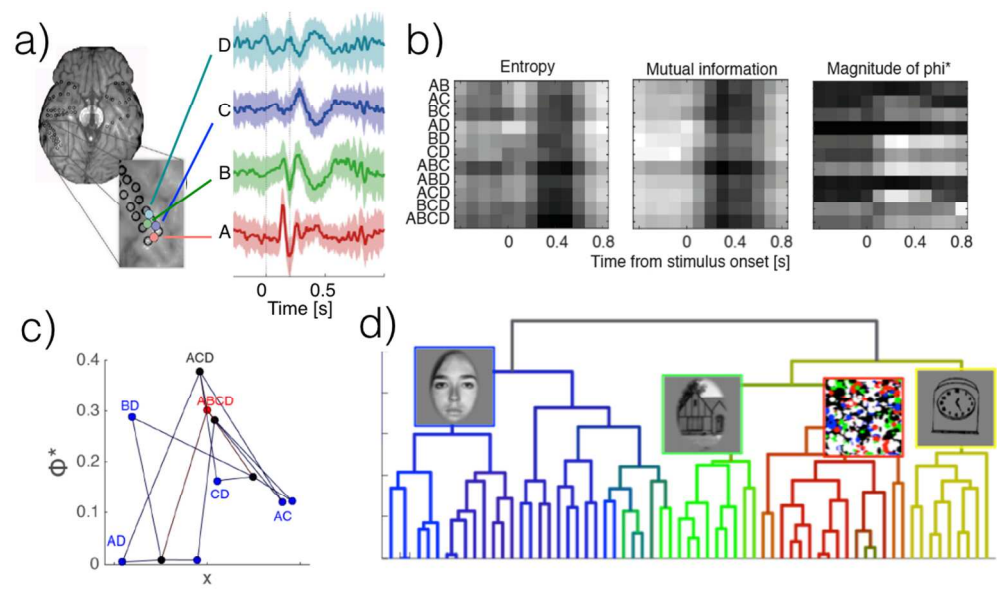 a)
D
C
B
A
0
0.5
Time [s]
b)
Entropy
Mutual information
Magnitude of phi*
AB
AC
BC
AD
BD
CD
ABC
ABD
ACD
BCD
ABCD
0
0.4
0.8
0
0.4
0.8
0
0.4
0.8
Time from stimulus onset [s]
c)
0.4
0.3
0.2
0.1
0
Φ*
ACD
BD
ABCD
CD
AC
AD
x
d)